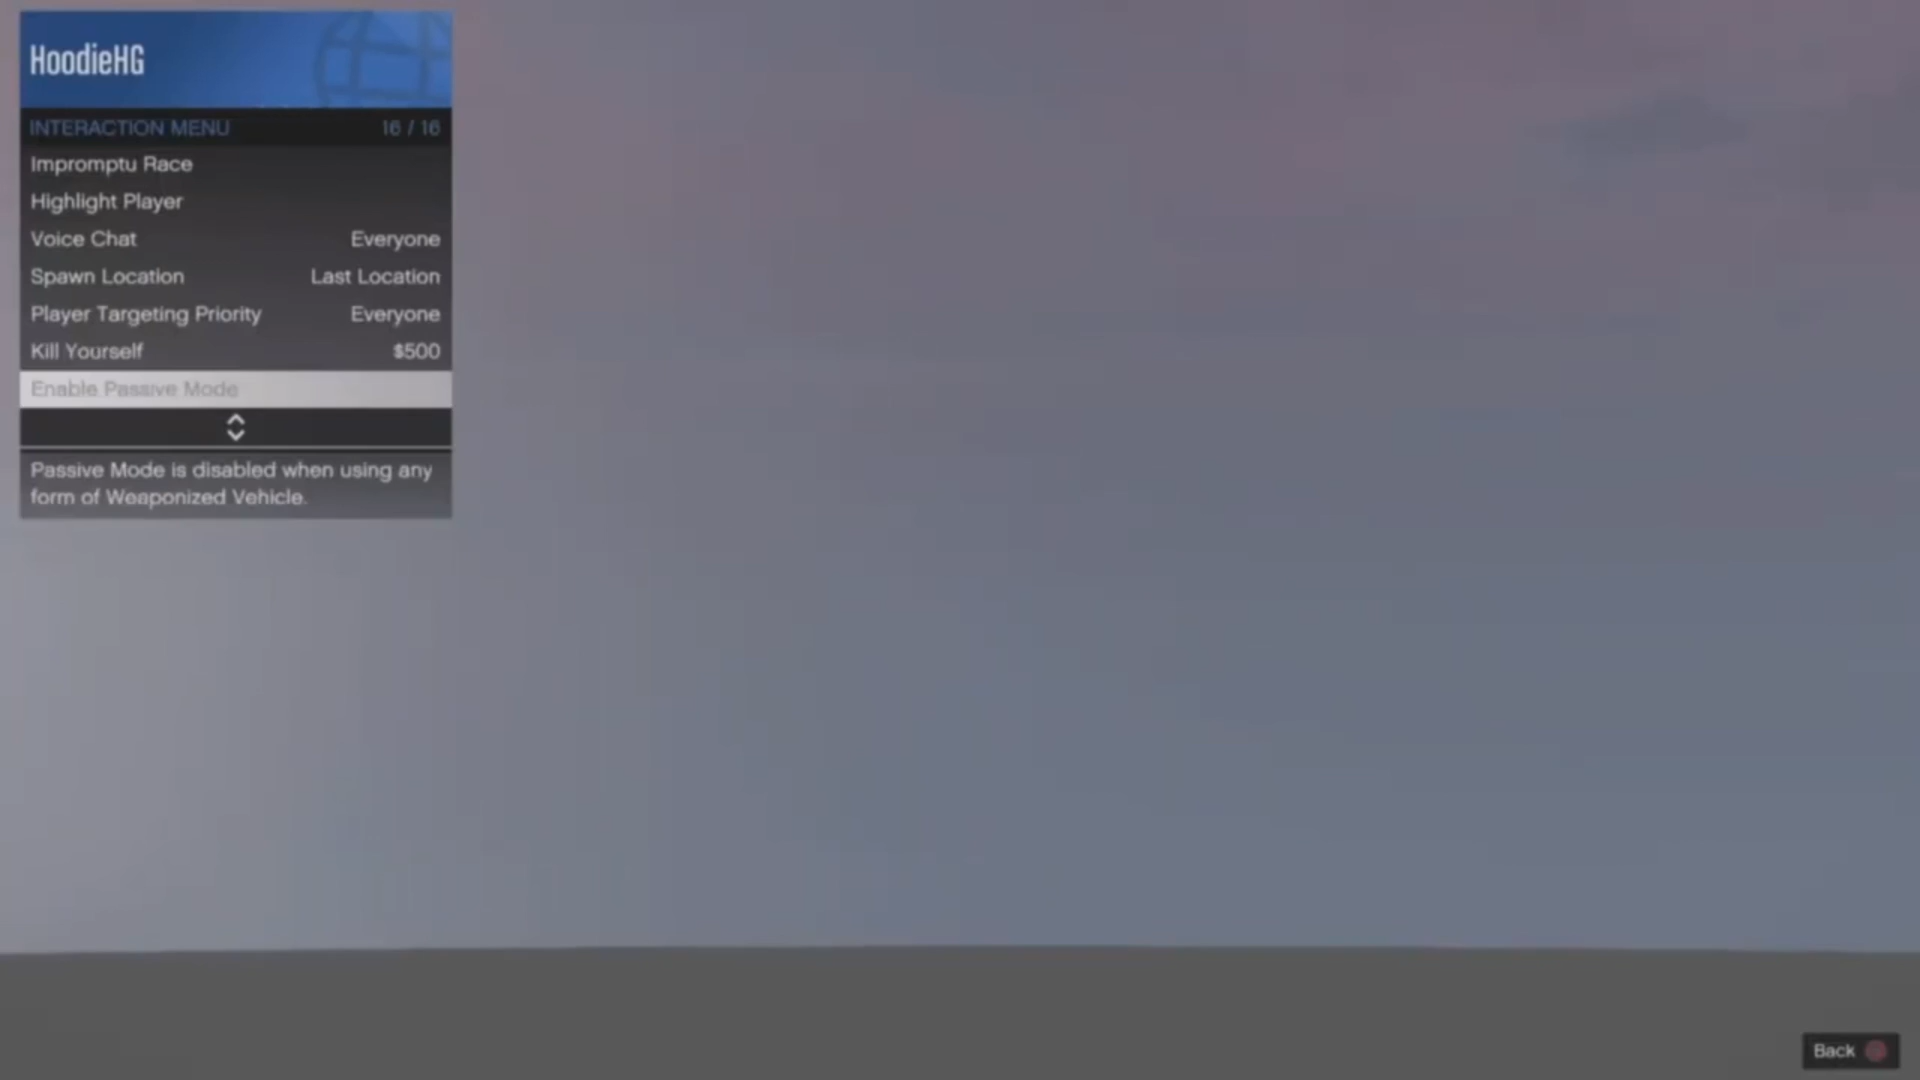 HoodieHG
INTERACTION MENU 16 / 16
Impromptu Race
Highlight Player
Voice Chat Everyone
Spawn Location Last Location
Player Targeting Priority Everyone
Kill Yourself $500
Enable Passive Mode
Passive Mode is disabled when using any
form of Weaponized Vehicle.
Back